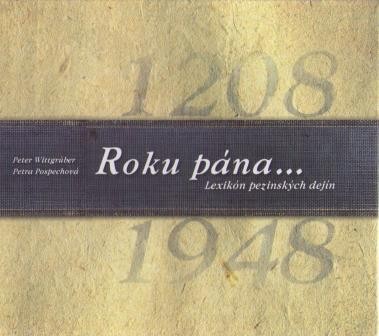 1208
Peter Wittgrúber
Petra Pospechová
Roku pána...
Lexikón pezinských dejín
1948